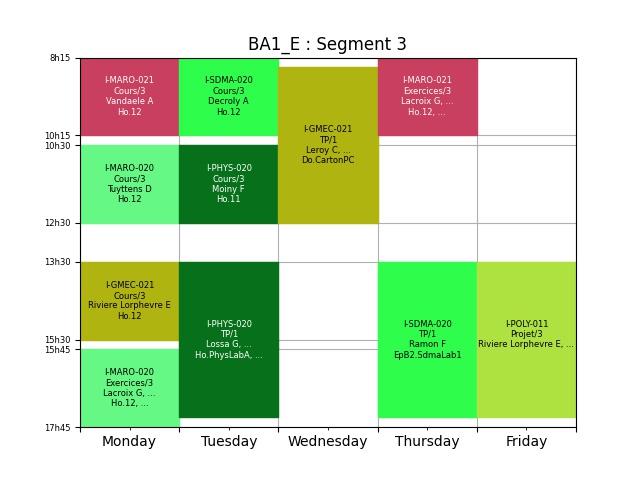 BA1_E : Segment 3
8h15
10h15
10h30
12h30
13h30
15h30
15h45
17h45
I-MARO-021
Cours/3
Vandaele A
Ho.12
I-MARO-020
Cours/3
Tuyttens D
Ho.12
I-GMEC-021
Cours/3
Riviere Lorphevre E
Ho.12
I-MARO-020
Exercices/3
Lacroix G, ...
Ho.12, ...
I-SDMA-020
Cours/3
Decroly A
Ho.12
I-PHYS-020
Cours/3
Moiny F
Ho.11
I-PHYS-020
TP/1
Lossa G, ...
Ho.PhysLabA, ...
I-GMEC-021
TP/1
Leroy C, ...
Do.CartonPC
I-MARO-021
Exercices/3
Lacroix G, ...
Ho.12, ...
I-SDMA-020
TP/1
Ramon F
EpB2.SdmaLab1
I-POLY-011
Projet/3
Riviere Lorphevre E, ...
Monday
Tuesday
Wednesday
Thursday
Friday